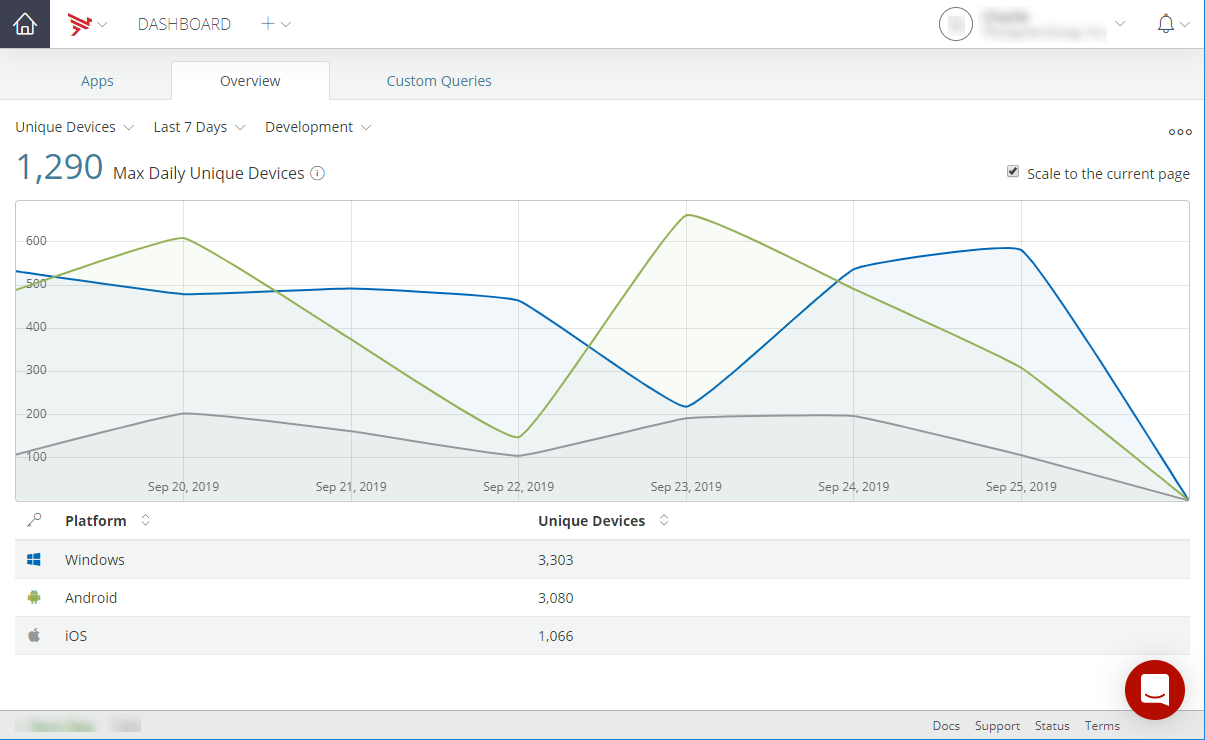 DASHBOARD
Apps Overview Custom Queries
Unique Devices Last 7 Days Development
1,290 Max Daily Unique Devices
Scale to the current page
600
500
400
300
200
100
Sep 20, 2019 Sep 21, 2019 Sep 22, 2019 Sep 23, 2019 Sep 24, 2019 Sep 25, 2019
Platform Unique Devices
Windows 3,303
Android 3,080
iOS 1,066
Docs Support Status Terms